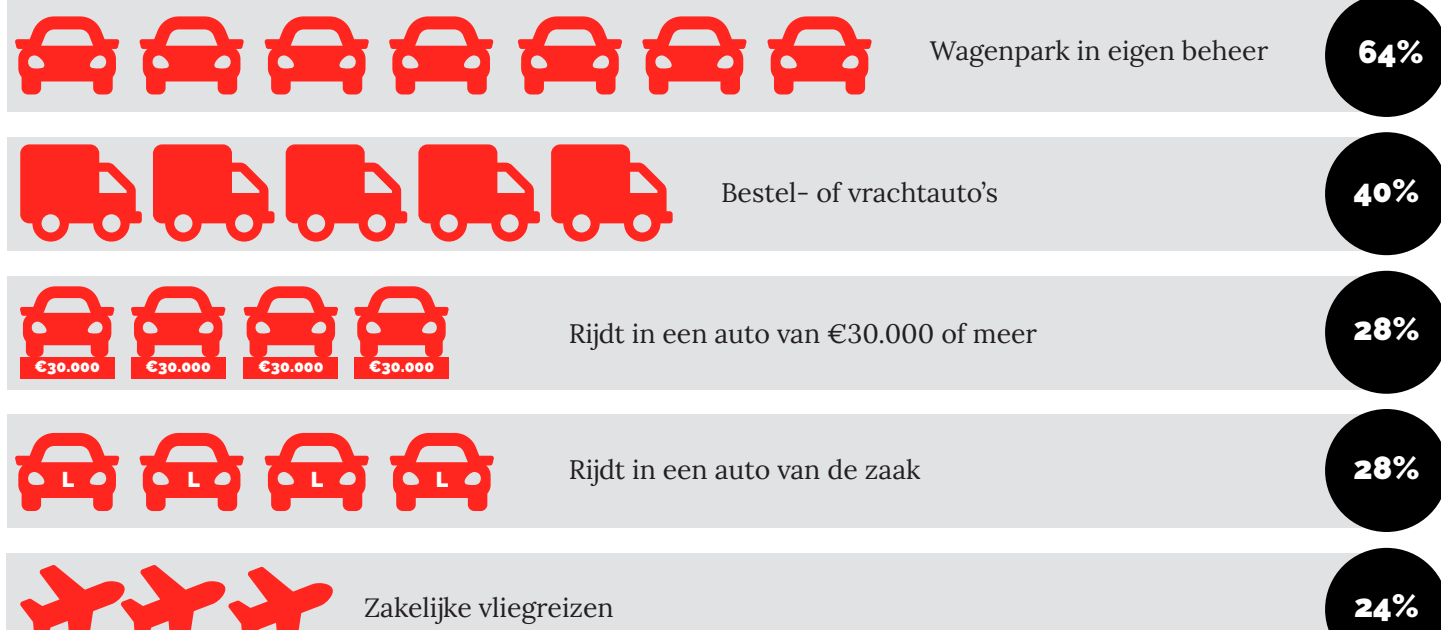 Wagenpark in eigen beheer 64%
Bestel- of vrachtauto’s 40%
€30.000 €30.000 €30.000 €30.000
Rijdt in een auto van €30.000 of meer 28%
L L L L
Rijdt in een auto van de zaak 28%
Zakelijke vliegreizen 24%